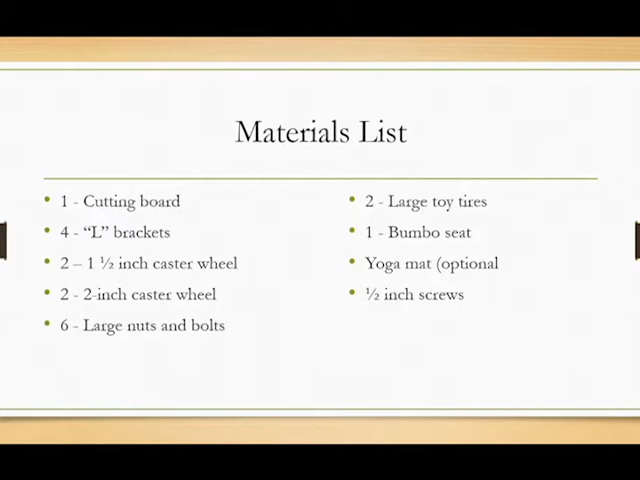 Materials List
• 1 - Cutting board
• 4 - “L” brackets
• 2 – 1 ½ inch caster wheel
• 2 - 2-inch caster wheel
• 6 - Large nuts and bolts
• 2 - Large toy tires
• 1 - Bumbo seat
• Yoga mat (optional
• ½ inch screws